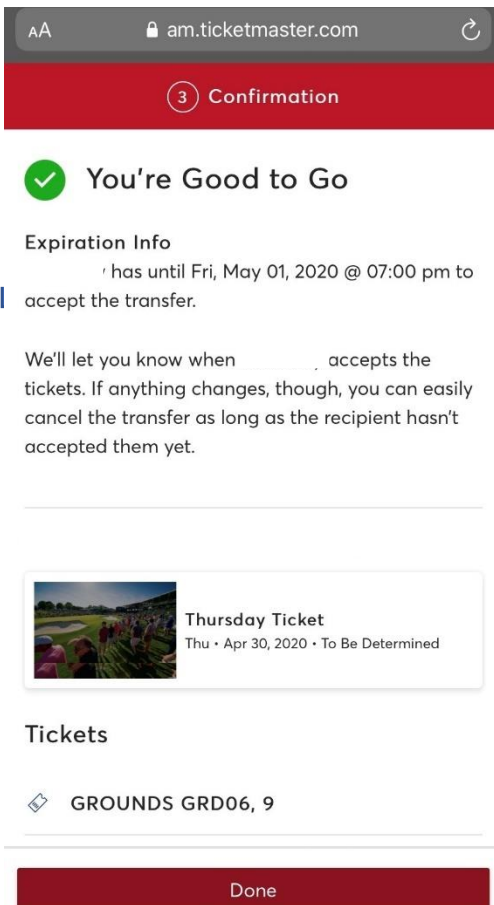 AA am.ticketmaster.com
3 Confirmation
You're Good to Go
Expiration Info
has until Fri, May 01, 2020 @ 07:00 pm to
accept the transfer.
We'll let you know when accepts the
tickets. If anything changes, though, you can easily
cancel the transfer as long as the recipient hasn't
accepted them yet.
Thursday Ticket
Thu • Apr 30, 2020 • To Be Determined
Tickets
GROUNDS GRD06, 9
Done